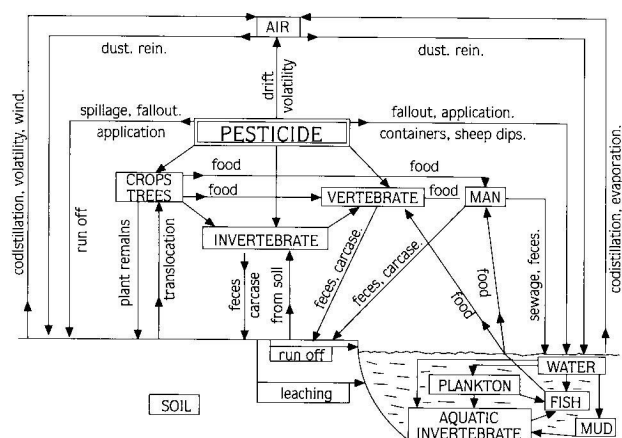 AIR
dust. rein.
dust. rein.
drift
volatility
spillage, fallout.
application
PESTICIDE
fallout, application.
containers, sheep dips.
codistillation, volatility, wind.
run off
CROPS
TREES
food
food
food
VERTEBRATE
food
MAN
INVERTEBRATE
plant remains
translocation
feces
carcase
from soil
feces, carcase.
feces, carcase.
food
food
sewage, feces.
codistillation, evaporation.
run off
leaching
SOIL
WATER
PLANKTON
FISH
AQUATIC
INVERTEBRATE
MUD